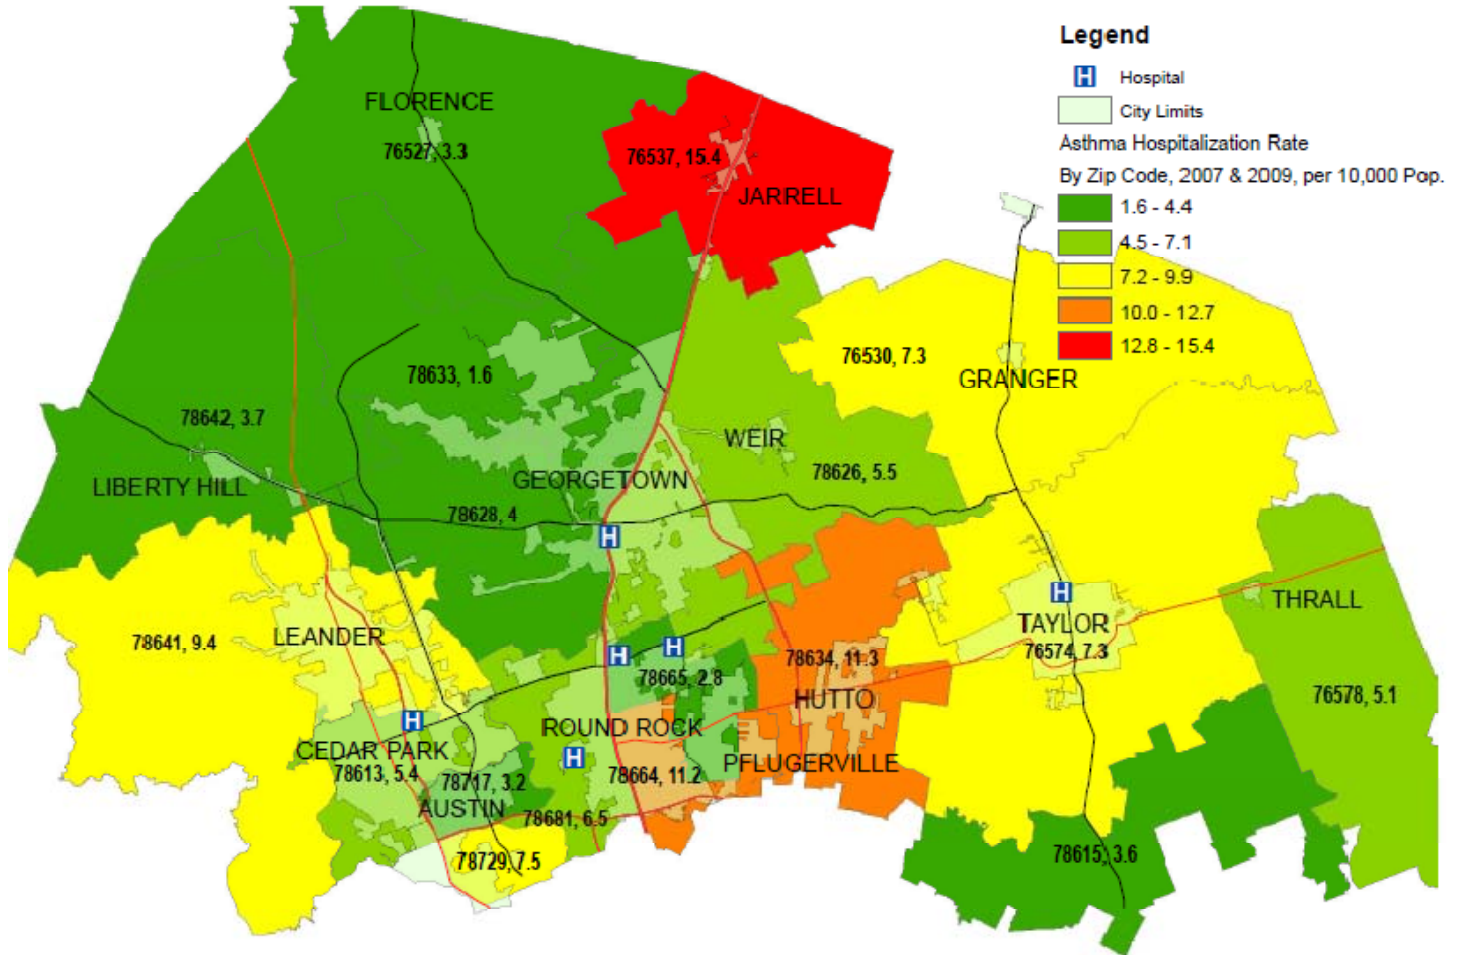 Legend
H Hospital
City Limits
Asthma Hospitalization Rate
By Zip Code, 2007 & 2009, per 10,000 Pop.
1.6 - 4.4
4.5 - 7.1
7.2 - 9.9
10.0 - 12.7
12.8 - 15.4
FLORENCE
76527, 3.3
76537, 15.4
JARRELL
76530, 7.3
GRANGER
78633, 1.6
78642, 3.7
LIBERTY HILL
WEIR
78626, 5.5
GEORGETOWN
78628, 4
H
H
THRALL
TAYLOR
76574, 7.3
78641, 9.4
LEANDER
H
H
78665, 2.8
78634, 11.3
HUTTO
76578, 5.1
H
CEDAR PARK
78613, 5.4
ROUND ROCK
H
PFLUGERVILLE
78664, 11.2
78717, 3.2
AUSTIN
78681, 6.5
78729, 7.5
78615, 3.6